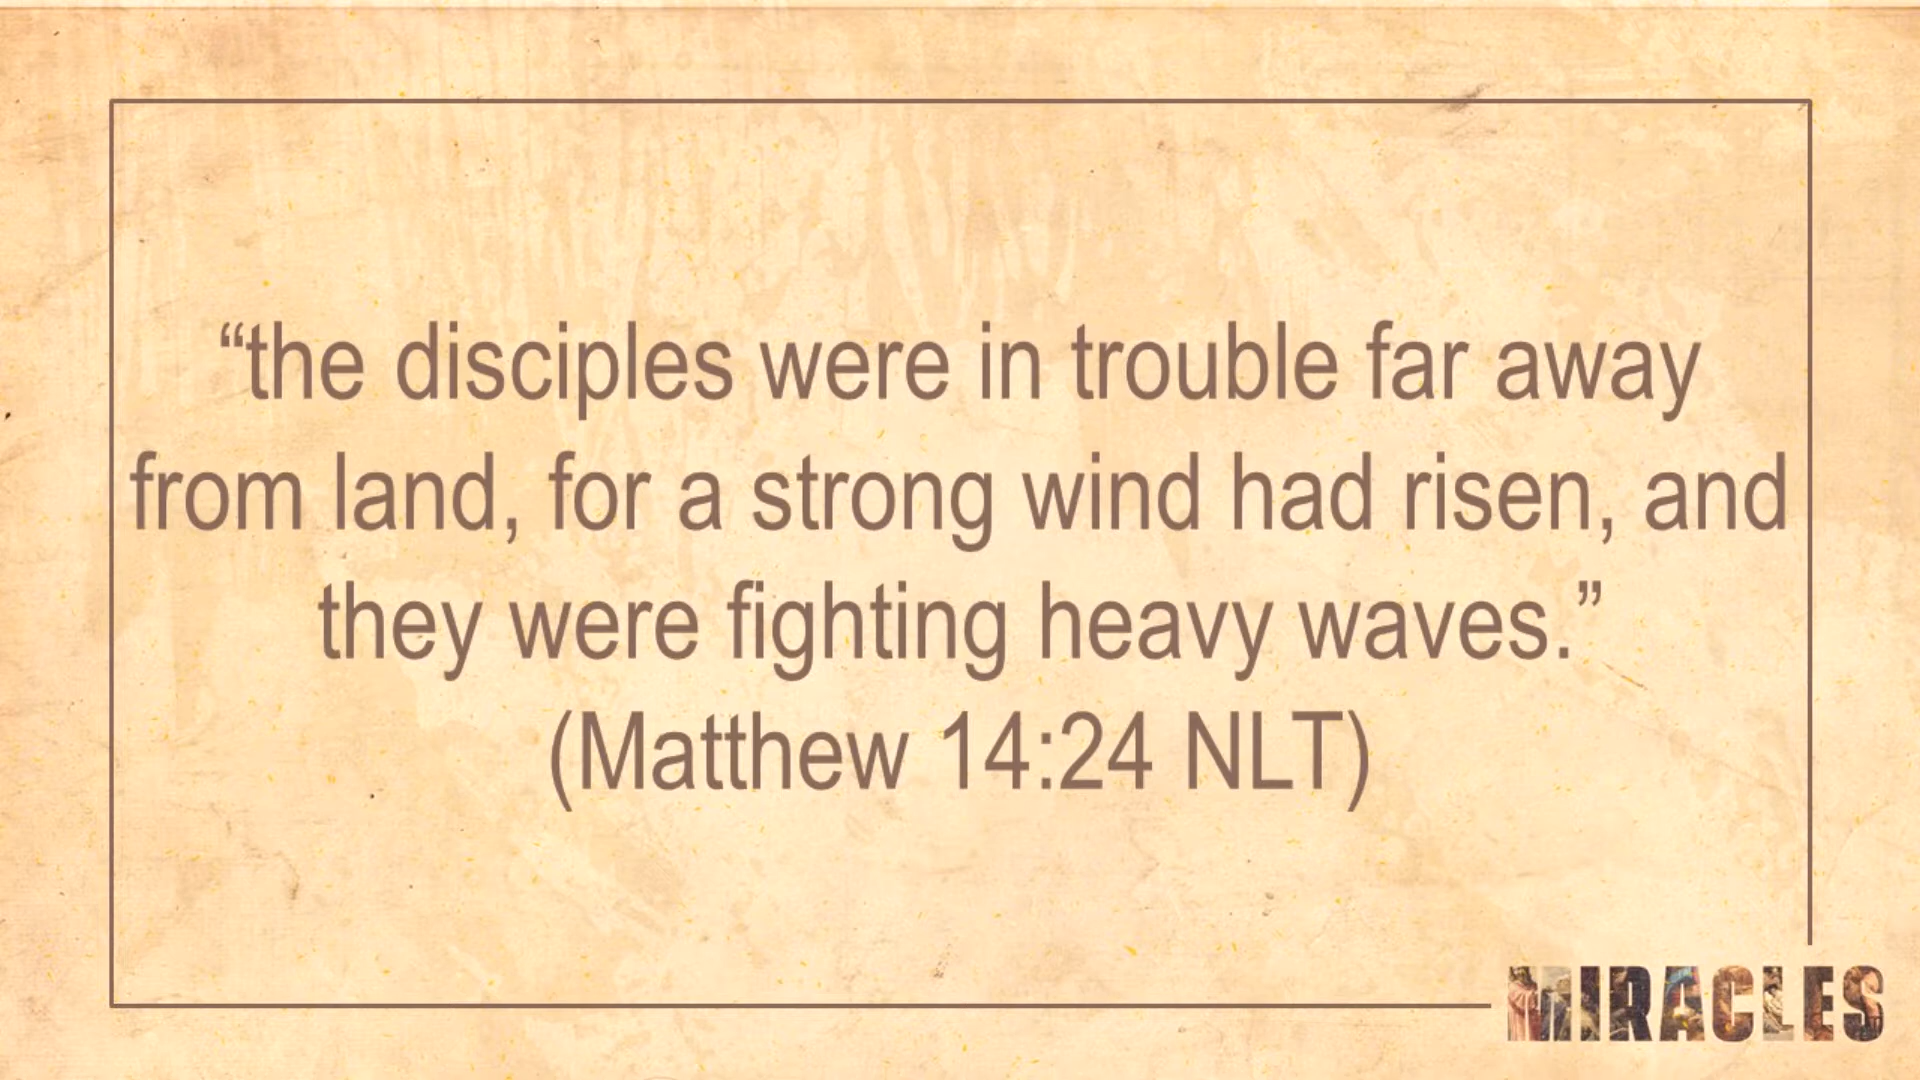 “the disciples were in trouble far away
from land, for a strong wind had risen, and
they were fighting heavy waves.”
(Matthew 14:24 NLT)
MIRACLES